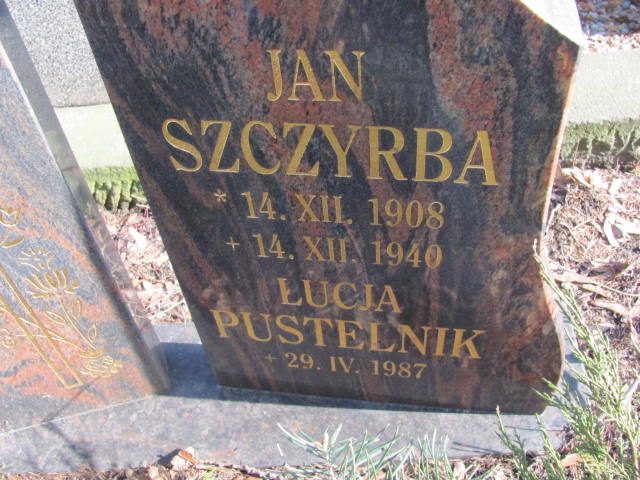 JAN
SZCZYRBA
* 14. XII. 1908
+ 14. XII. 1940
ŁUCJA
PUSTELNIK
+ 29. IV. 1987